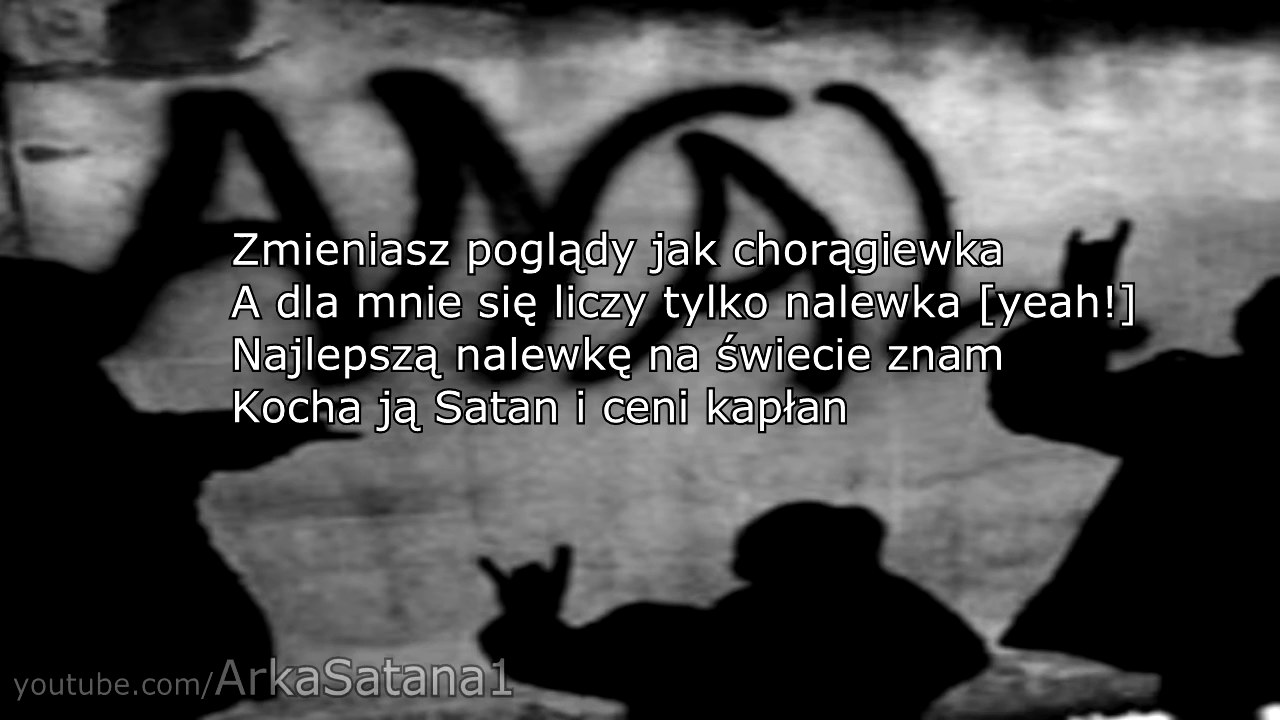 Zmieniasz poglądy jak chorągiewka
A dla mnie się liczy tylko nalewka [yeah!]
Najlepszą nalewkę na świecie znam
Kocha ją Satan i ceni kapłan
youtube.com/ArkaSatana1